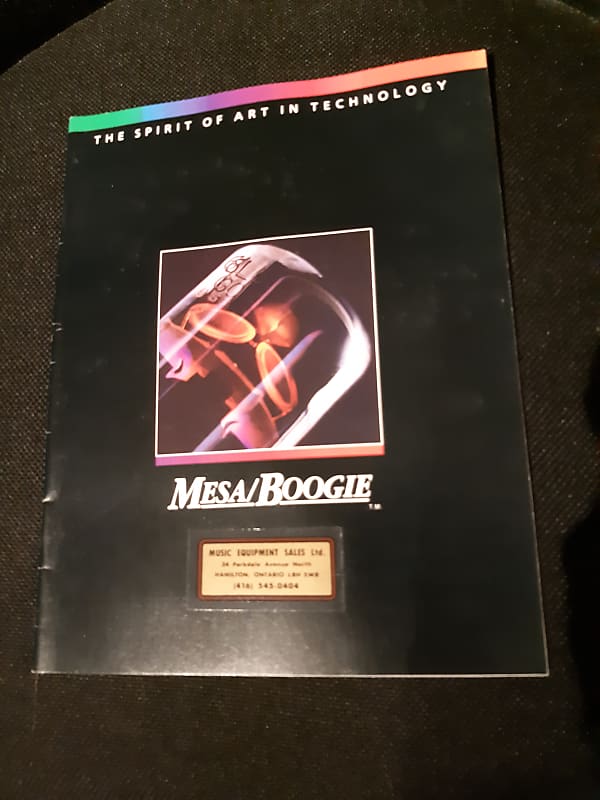 THE SPIRIT OF ART IN TECHNOLOGY
MESA/BOOGIE
T.M.
MUSIC EQUIPMENT SALES Ltd.
34 Parkdale Avenue North
HAMILTON, ONTARIO L8H 5W8
(416) 545-0404